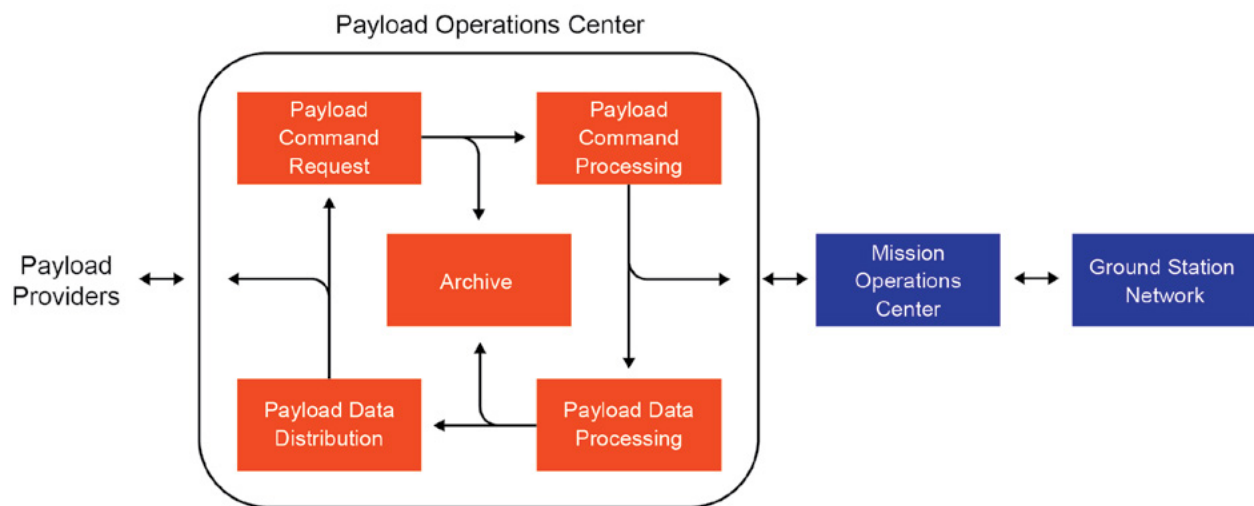 Payload Operations Center
Payload
Command
Request
Payload
Command
Processing
Archive
Payload
Providers
Mission
Operations
Center
Ground Station
Network
Payload Data
Distribution
Payload Data
Processing